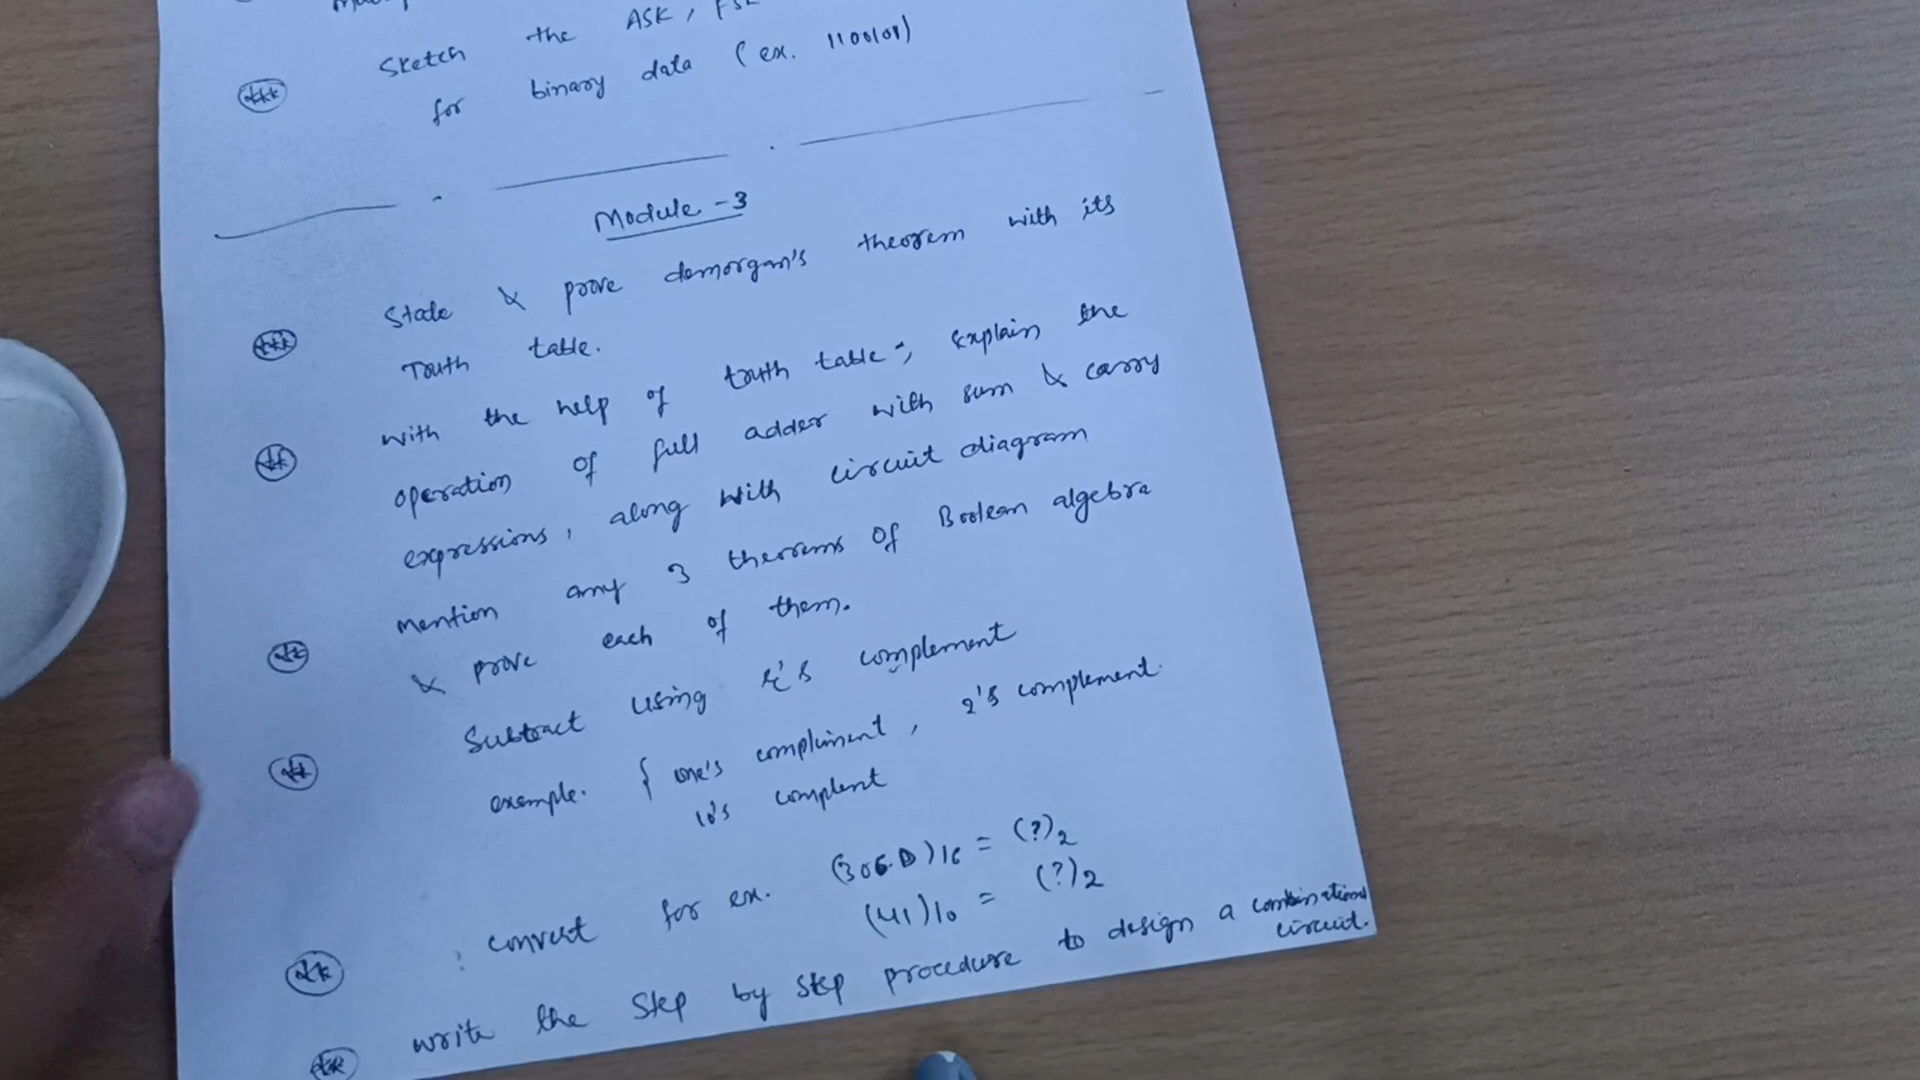 Sketch the ASK,
for binary data (ex. 1100101)
Module - 3
State & prove demorgan's theorem with its
Truth table.
with the help of truth table, Explain the
operation of full adder with sum & carry
expressions, along with circuit diagram
mention any 3 theorems of Boolean algebra
& prove each of them.
Subtract using r's complement
example. { one's complement, 2's complement.
10's complent
convert for ex. (306.D)16 = (?)2
(41)10 = (?)2
write the step by step procedure to design a combinational
circuit.